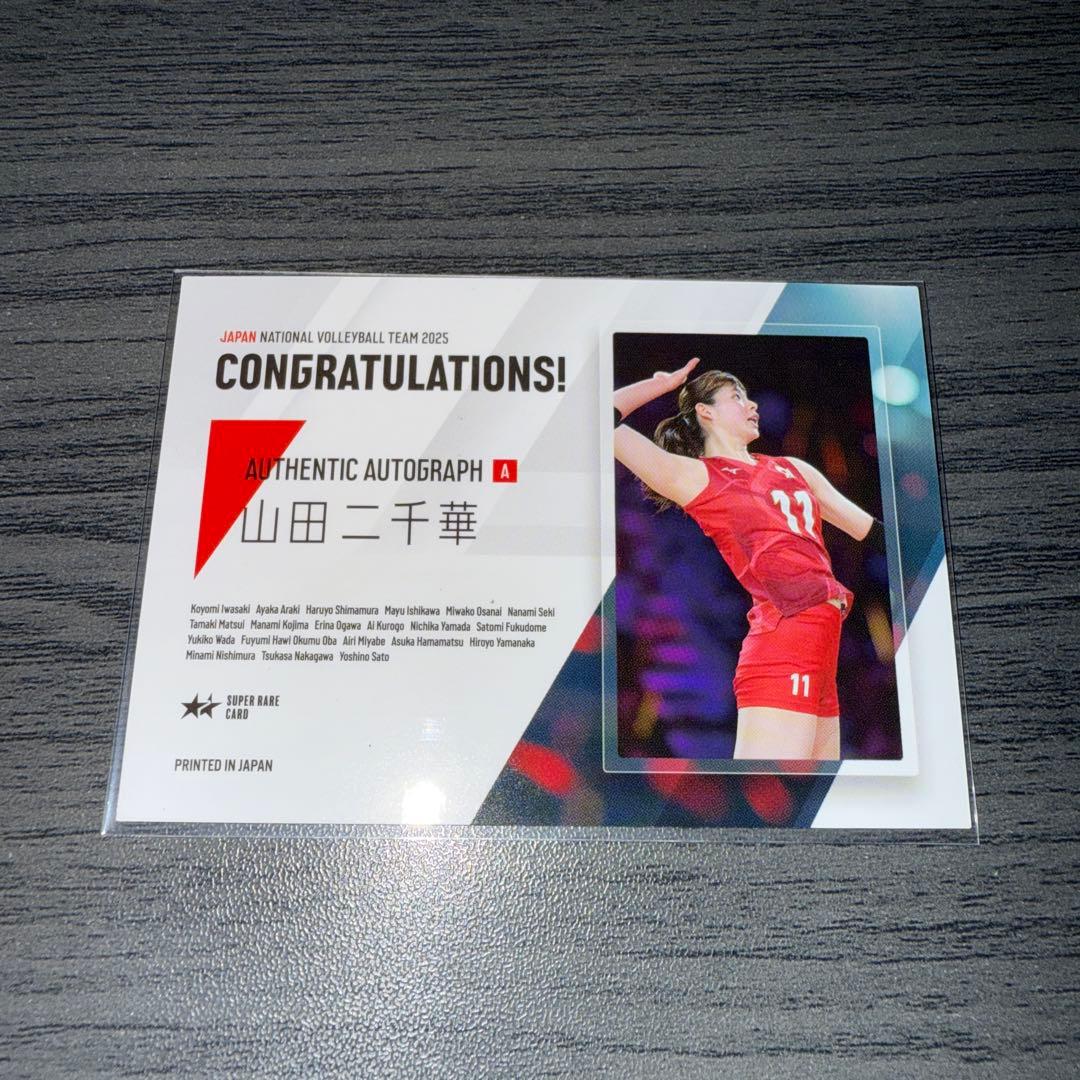 JAPAN NATIONAL VOLLEYBALL TEAM 2025
CONGRATULATIONS!
AUTHENTIC AUTOGRAPH A
山田 二千華
Koyomi Iwasaki Ayaka Araki Haruyo Shimamura Mayu Ishikawa Miwako Osanai Nanami Seki
Tamaki Matsui Manami Kojima Erina Ogawa Ai Kurogo Nichika Yamada Satomi Fukudome
Yukiko Wada Fuyumi Hawi Okumu Oba Airi Miyabe Asuka Hamamatsu Hiroyo Yamanaka
Minami Nishimura Tsukasa Nakagawa Yoshino Sato
SUPER RARE
CARD
PRINTED IN JAPAN
11
11